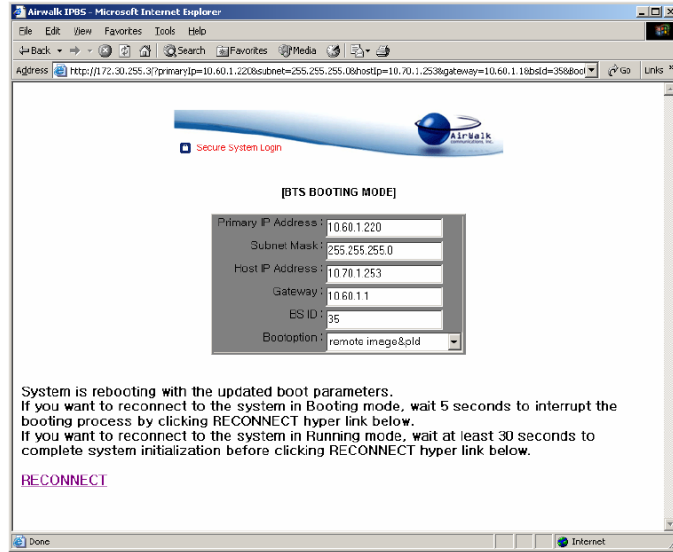 Airwalk IPBS - Microsoft Internet Explorer
File Edit View Favorites Tools Help
Back Search Favorites Media
Address http://172.30.255.3/?primaryIp=10.60.1.220&subnet=255.255.255.0&hostIp=10.70.1.253&gateway=10.60.1.1&bsId=35&Boot Go Links »
AirWalk
communications, inc.
Secure System Login
[BTS BOOTING MODE]
Primary IP Address : 10.60.1.220
Subnet Mask : 255.255.255.0
Host IP Address : 10.70.1.253
Gateway : 10.60.1.1
BS ID : 35
Bootoption : remote image&pld
System is rebooting with the updated boot parameters.
If you want to reconnect to the system in Booting mode, wait 5 seconds to interrupt the
booting process by clicking RECONNECT hyper link below.
If you want to reconnect to the system in Running mode, wait at least 30 seconds to
complete system initialization before clicking RECONNECT hyper link below.
RECONNECT
Done Internet